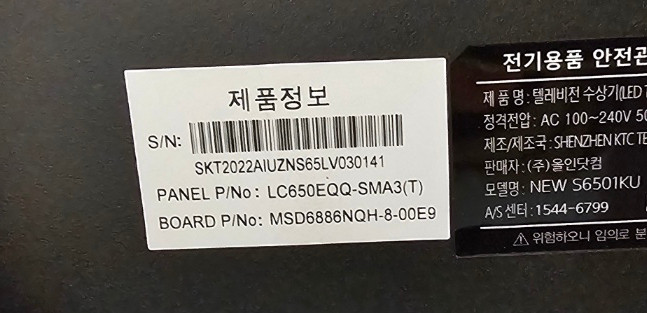 제품정보
S/N:
SKT2022AIUZNS65LV030141
PANEL P/No: LC650EQQ-SMA3(T)
BOARD P/No: MSD6886NQH-8-00E9
전기용품 안전관
제품명: 텔레비전 수상기(LED
정격전압: AC 100~240V 50
제조/제조국: SHENZHEN KTC TE
판매자: (주)올인닷컴
모델명: NEW S6501KU
A/S 센터: 1544-6799
⚠ 위험하오니 임의로 분